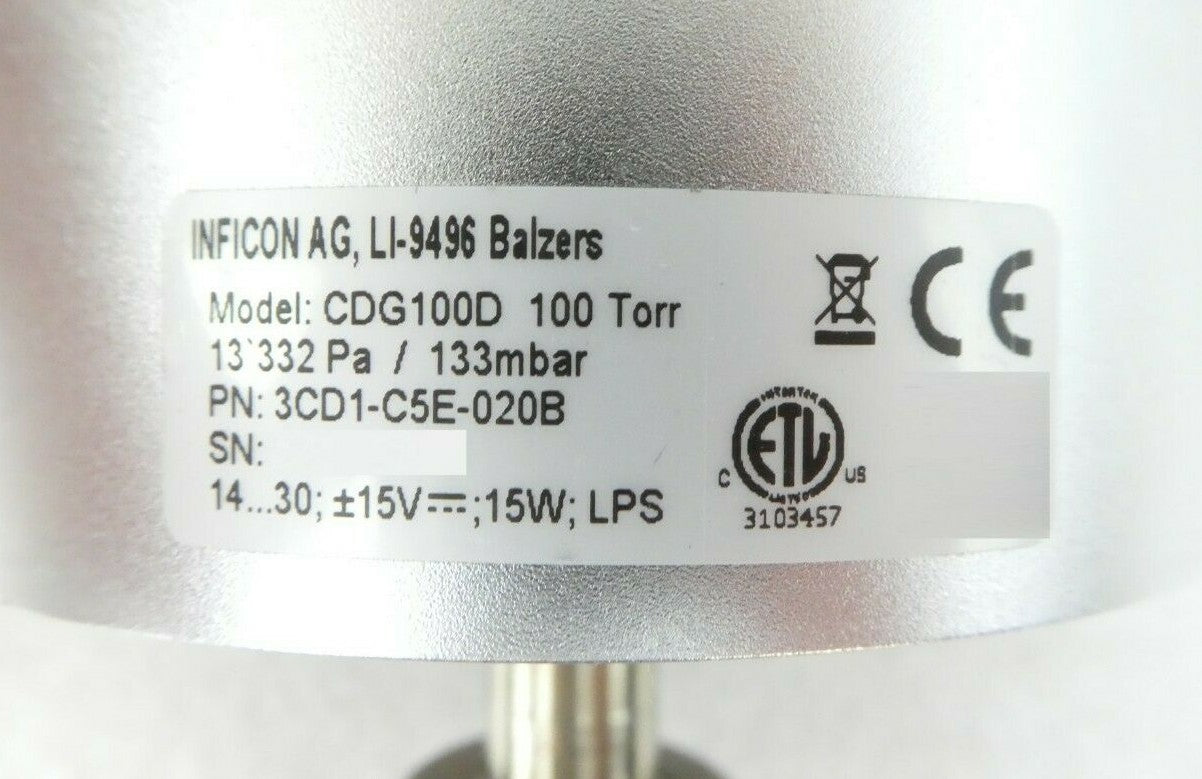 INFICON AG, LI-9496 Balzers
Model: CDG100D 100 Torr
13`332 Pa / 133mbar
PN: 3CD1-C5E-020B
SN:
14...30; ±15V⎓;15W; LPS
CE
ETL
C US
3103457